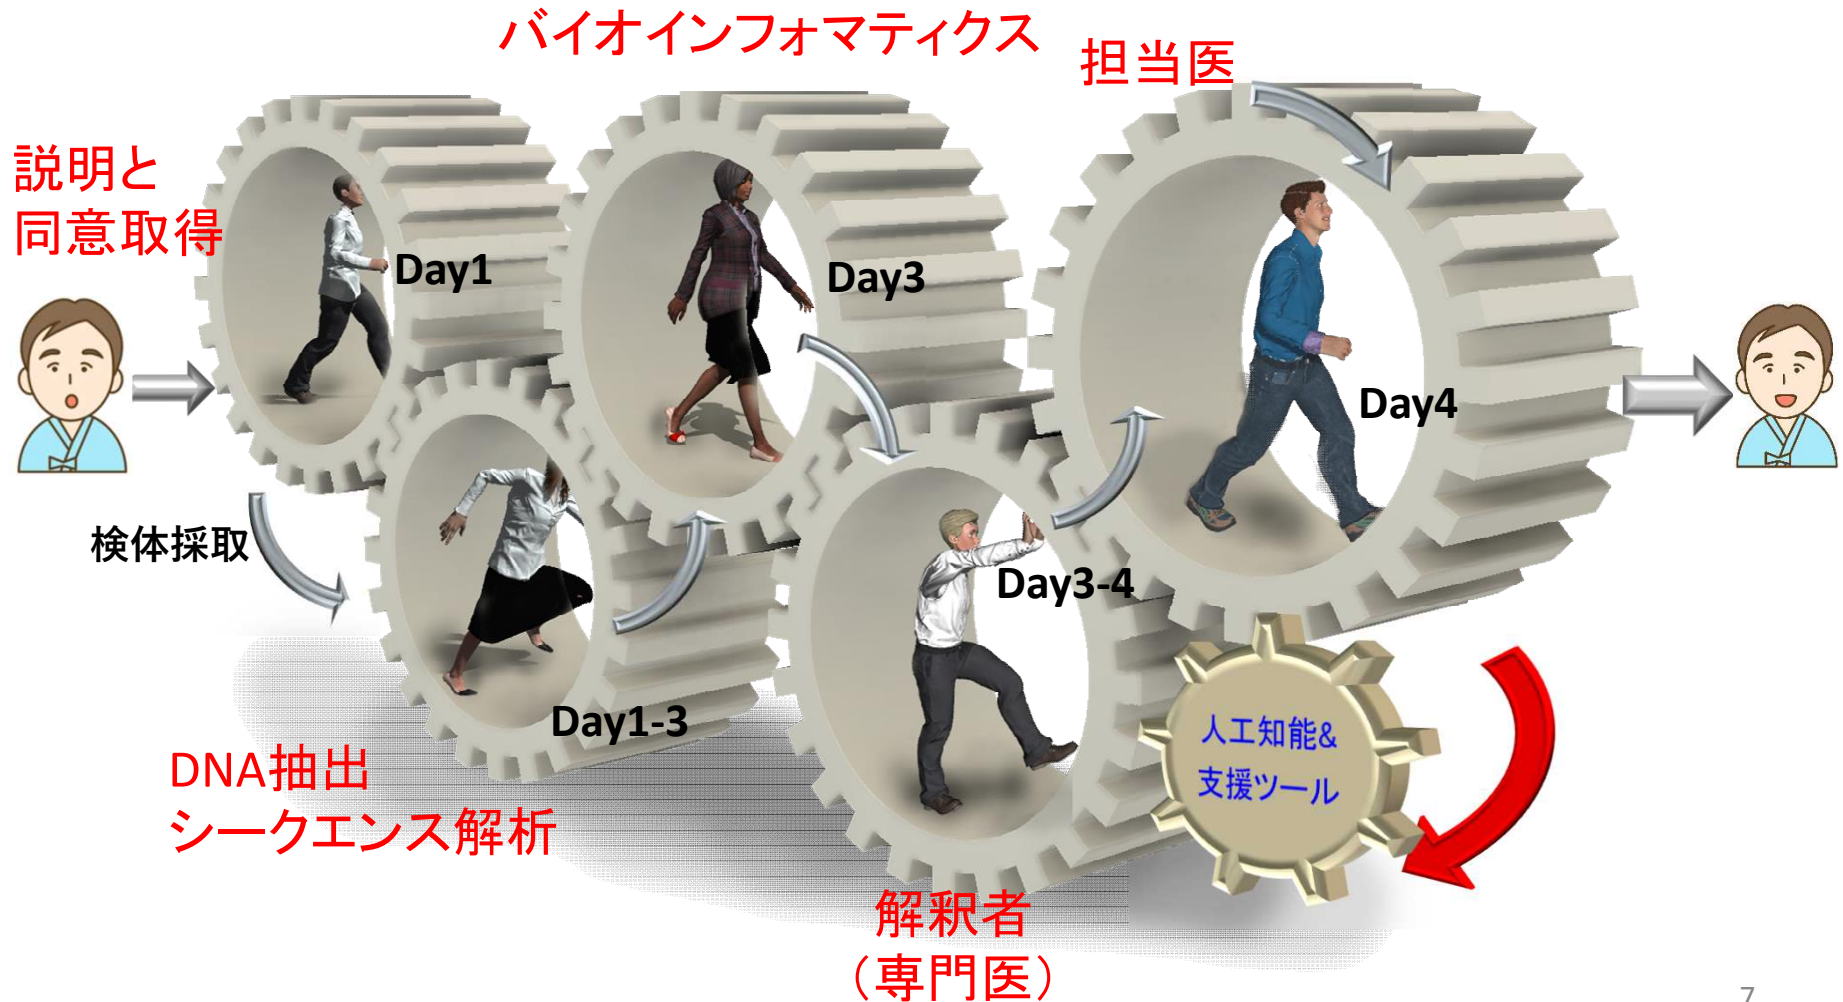 バイオインフォマティクス
担当医
説明と
同意取得
Day1
Day3
Day4
検体採取
Day3-4
Day1-3
人工知能&
支援ツール
DNA抽出
シークエンス解析
解釈者
（専門医）
7